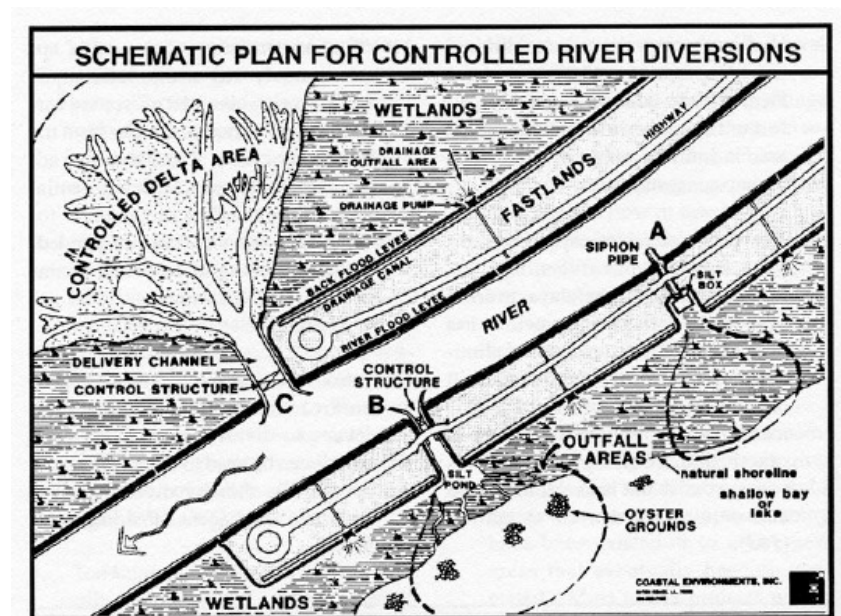 SCHEMATIC PLAN FOR CONTROLLED RIVER DIVERSIONS
WETLANDS
CONTROLLED DELTA AREA
DRAINAGE
OUTFALL AREA
DRAINAGE PUMP
HIGHWAY
FASTLANDS
BACK FLOOD LEVEE
DRAINAGE CANAL
RIVER FLOOD LEVEE
A
SIPHON
PIPE
SILT
BOX
RIVER
DELIVERY CHANNEL
CONTROL STRUCTURE
C
CONTROL
STRUCTURE
B
SILT
POND
OUTFALL
AREAS
natural shoreline
shallow bay
or
lake
OYSTER
GROUNDS
WETLANDS
COASTAL ENVIRONMENTS, INC.